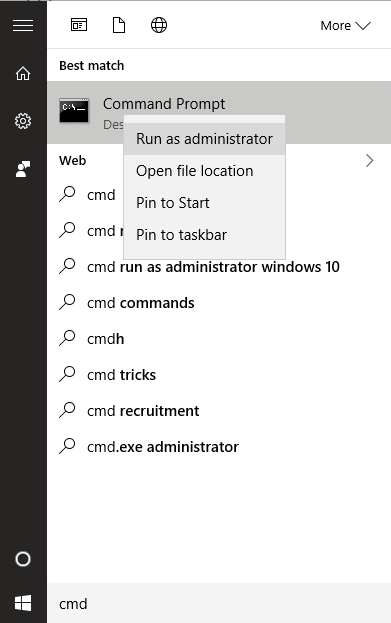 More
Best match
Command Prompt
Des
Run as administrator
Open file location
Pin to Start
Pin to taskbar
Web
cmd
cmd r
cmd run as administrator windows 10
cmd commands
cmdh
cmd tricks
cmd recruitment
cmd.exe administrator
cmd